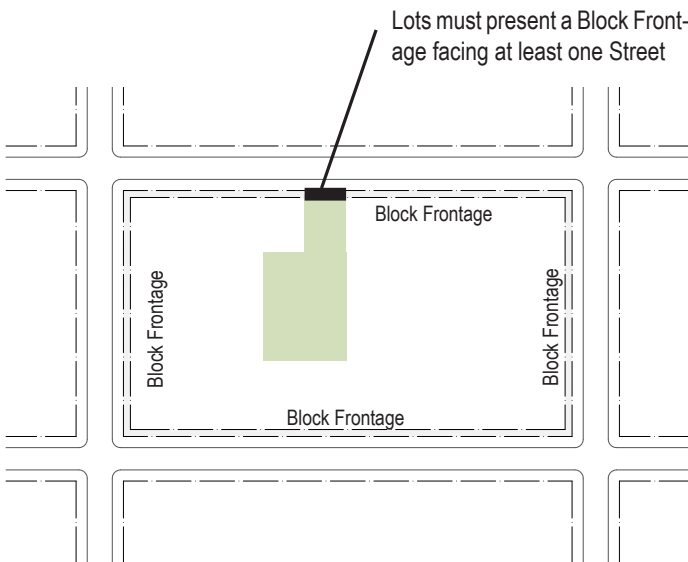 Lots must present a Block Front-
age facing at least one Street
Block Frontage
Block Frontage
Block Frontage
Block Frontage